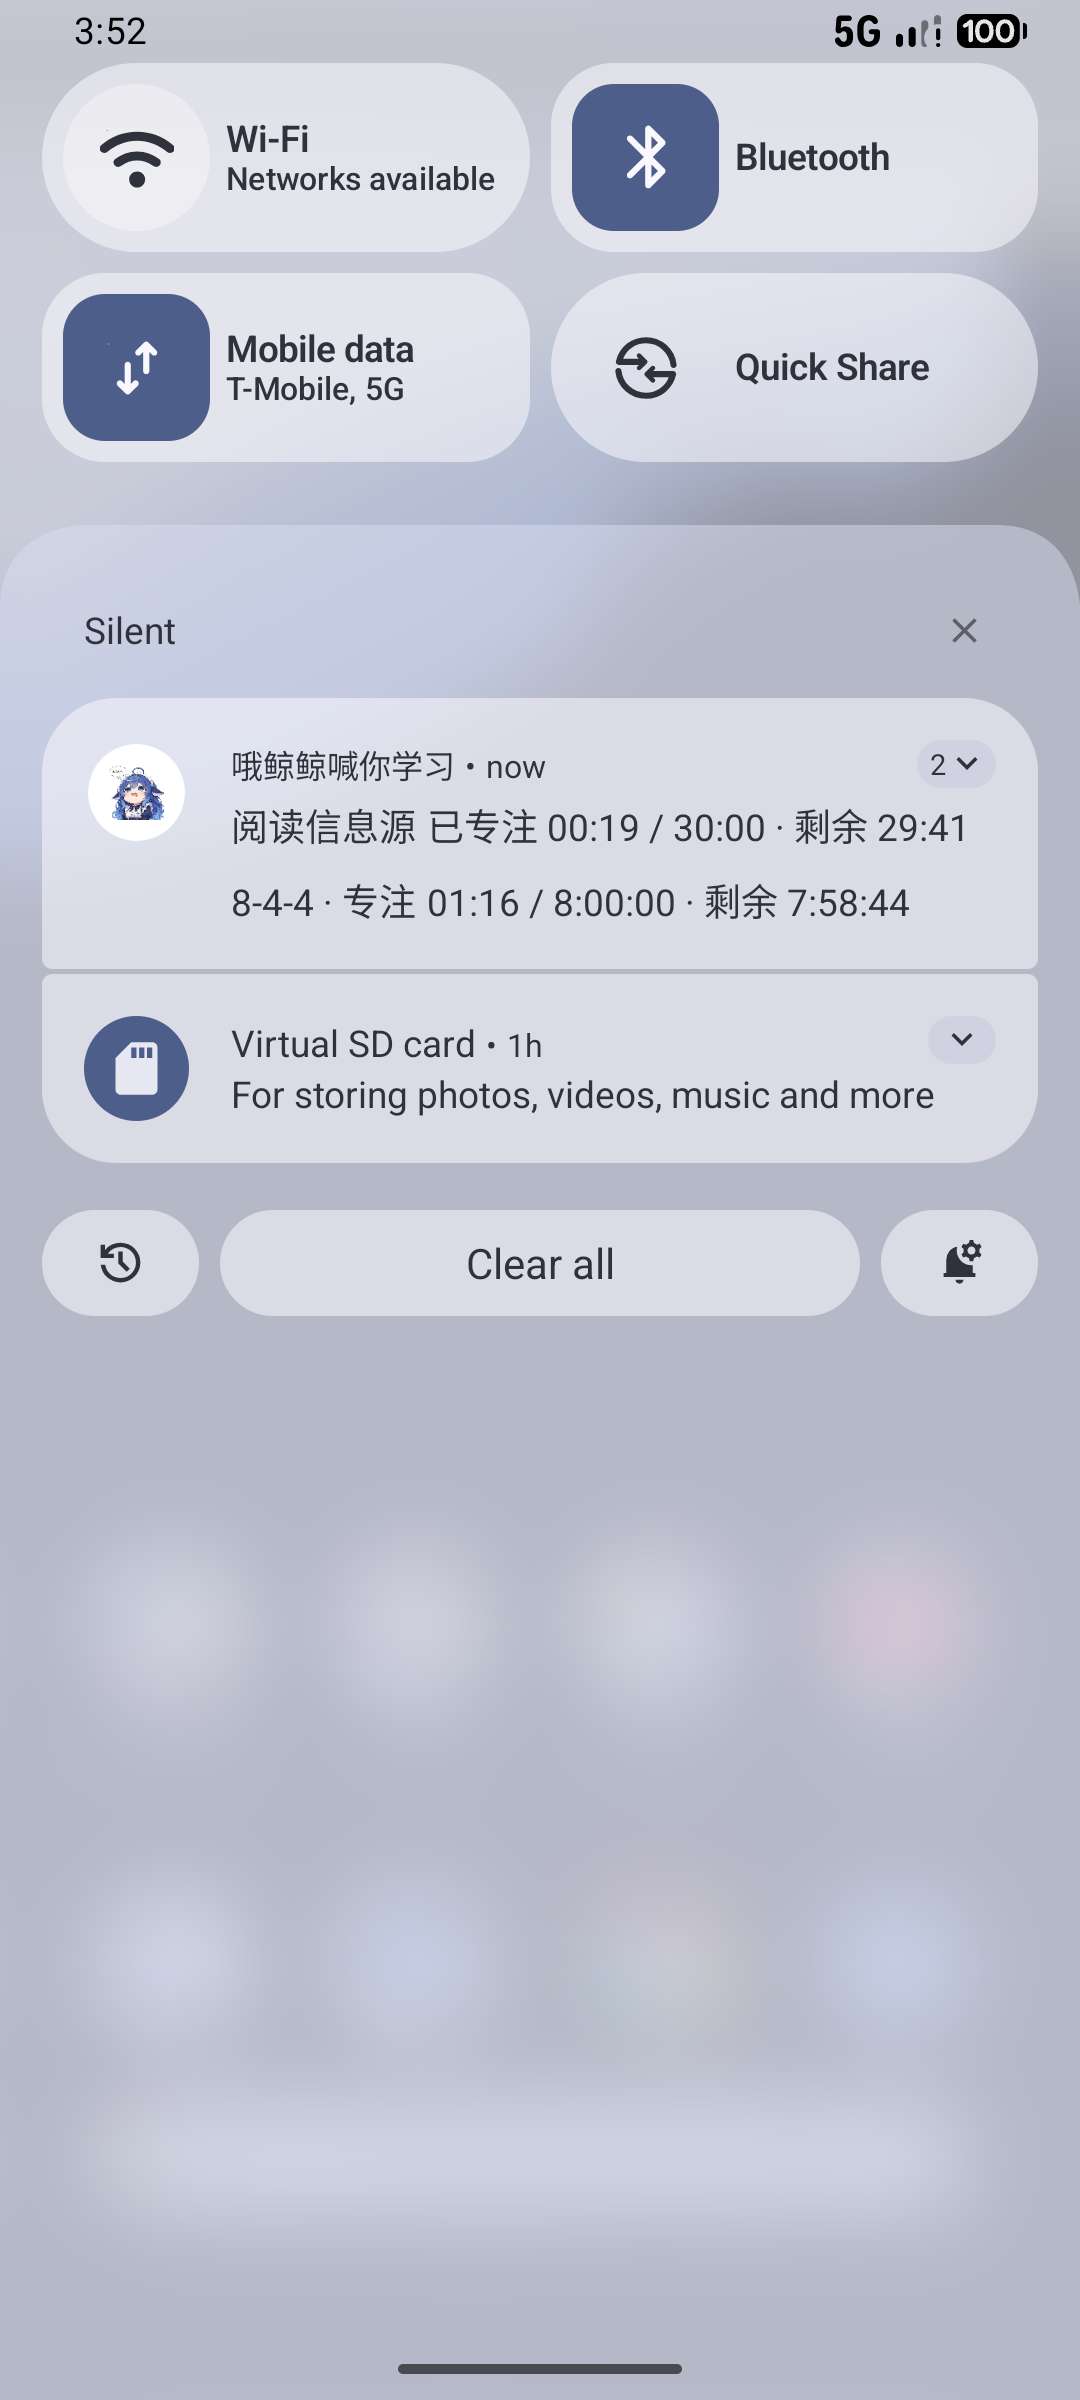 3:52
5G
100
Wi-Fi
Networks available
Bluetooth
Mobile data
T-Mobile, 5G
Quick Share
Silent
哦鲸鲸喊你学习 • now
2
阅读信息源 已专注 00:19 / 30:00 · 剩余 29:41
8-4-4 · 专注 01:16 / 8:00:00 · 剩余 7:58:44
Virtual SD card • 1h
For storing photos, videos, music and more
Clear all